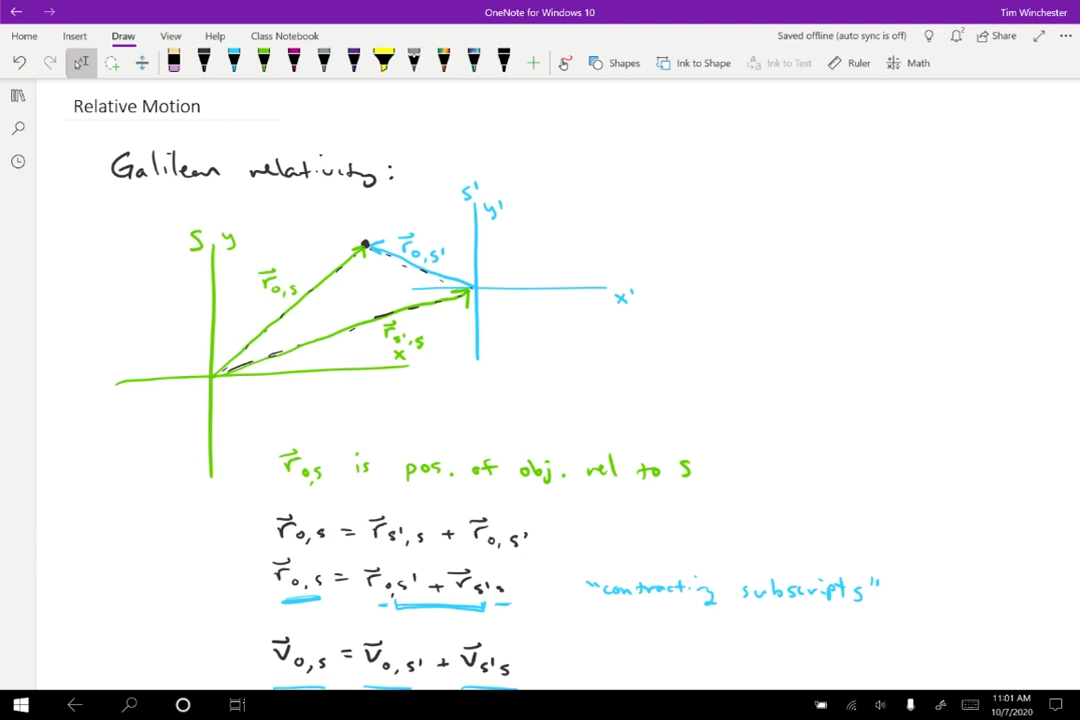 OneNote for Windows 10
Tim Winchester
Home Insert Draw View Help Class Notebook
Saved offline (auto sync is off) Share
Shapes Ink to Shape Ink to Text Ruler Math
Relative Motion
Galilean relativity:
S'
y'
S y
r⃗o,s'
r⃗o,s
x'
r⃗s',s
x
r⃗o,s is pos. of obj. rel to S
r⃗o,s = r⃗s',s + r⃗o,s'
r⃗o,s = r⃗o,s' + r⃗s's
"contracting subscripts"
v⃗o,s = v⃗o,s' + v⃗s's
11:01 AM
10/7/2020